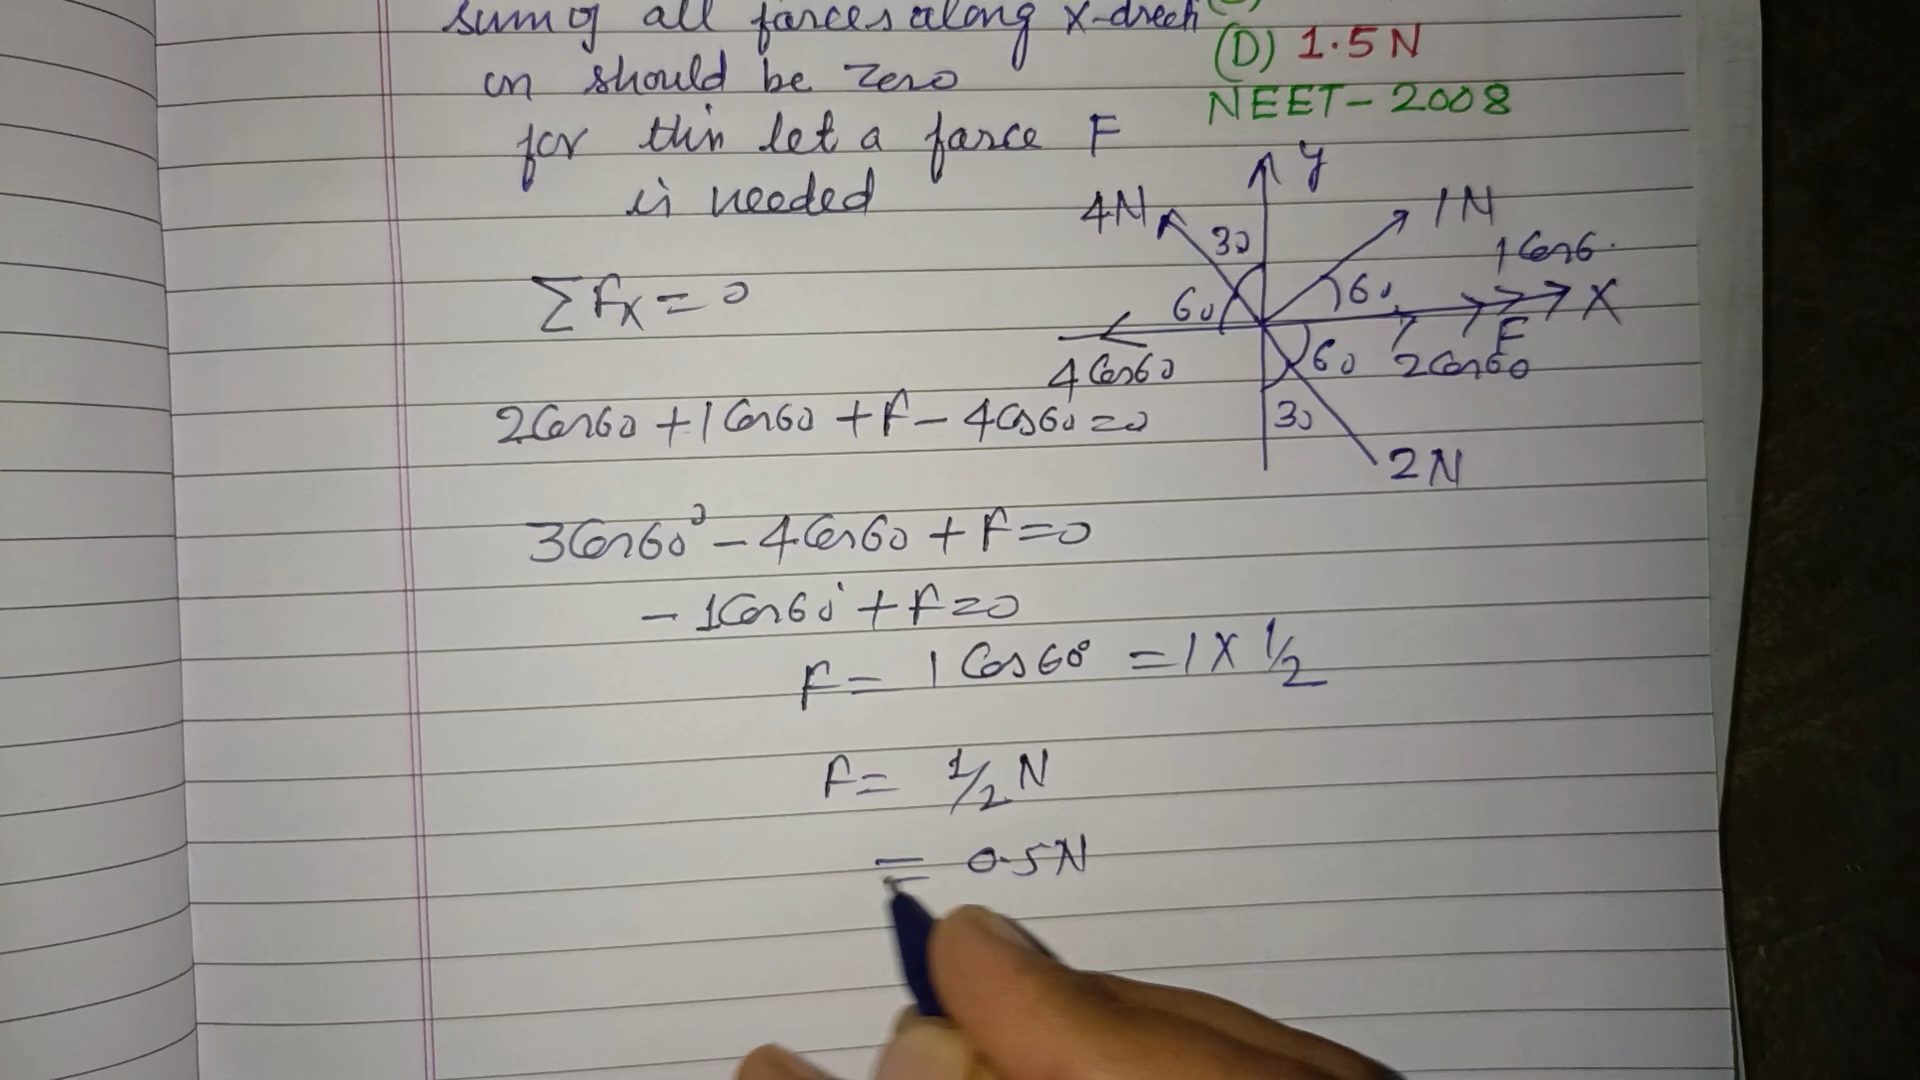 sum of all forces along x-directi
on should be zero
for this let a force F
is needed
(D) 1.5 N
NEET-2008
Y
4N
30
1N
1Cos6
60
60
X
F
4Cos60
60
2Cos60
30
2N
ΣFx = 0
2Cos60 + 1Cos60 + F - 4Cos60 = 0
3Cos60° - 4Cos60 + F = 0
- 1Cos60° + F = 0
F = 1 Cos60° = 1 X 1/2
F = 1/2 N
= 0.5N